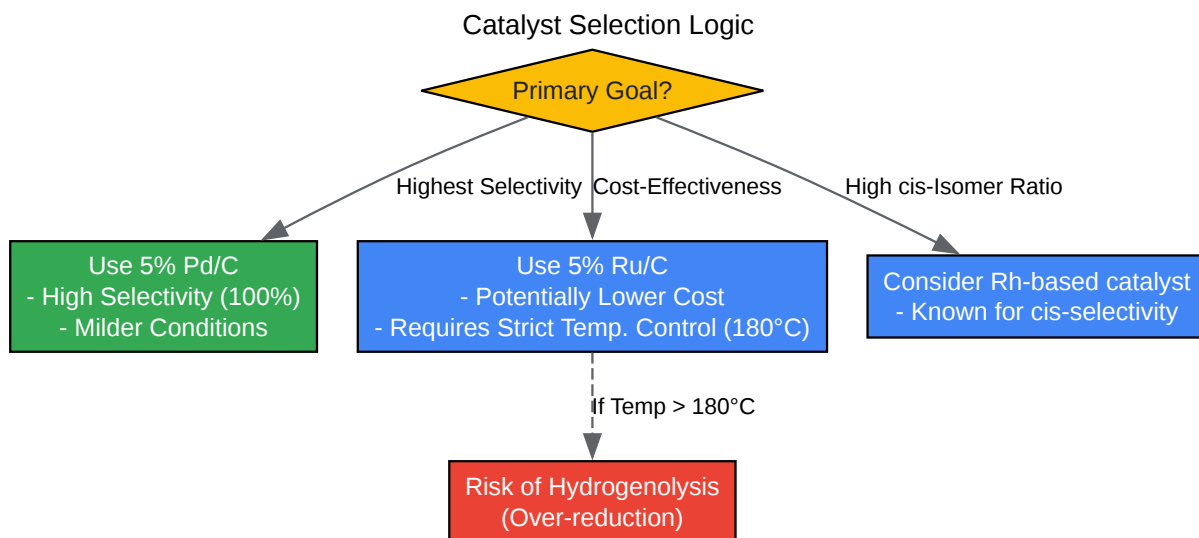 Catalyst Selection Logic
Primary Goal?
Highest Selectivity
Cost-Effectiveness
High cis-Isomer Ratio
Use 5% Pd/C
- High Selectivity (100%)
- Milder Conditions
Use 5% Ru/C
- Potentially Lower Cost
- Requires Strict Temp. Control (180°C)
Consider Rh-based catalyst
- Known for cis-selectivity
If Temp > 180°C
Risk of Hydrogenolysis
(Over-reduction)